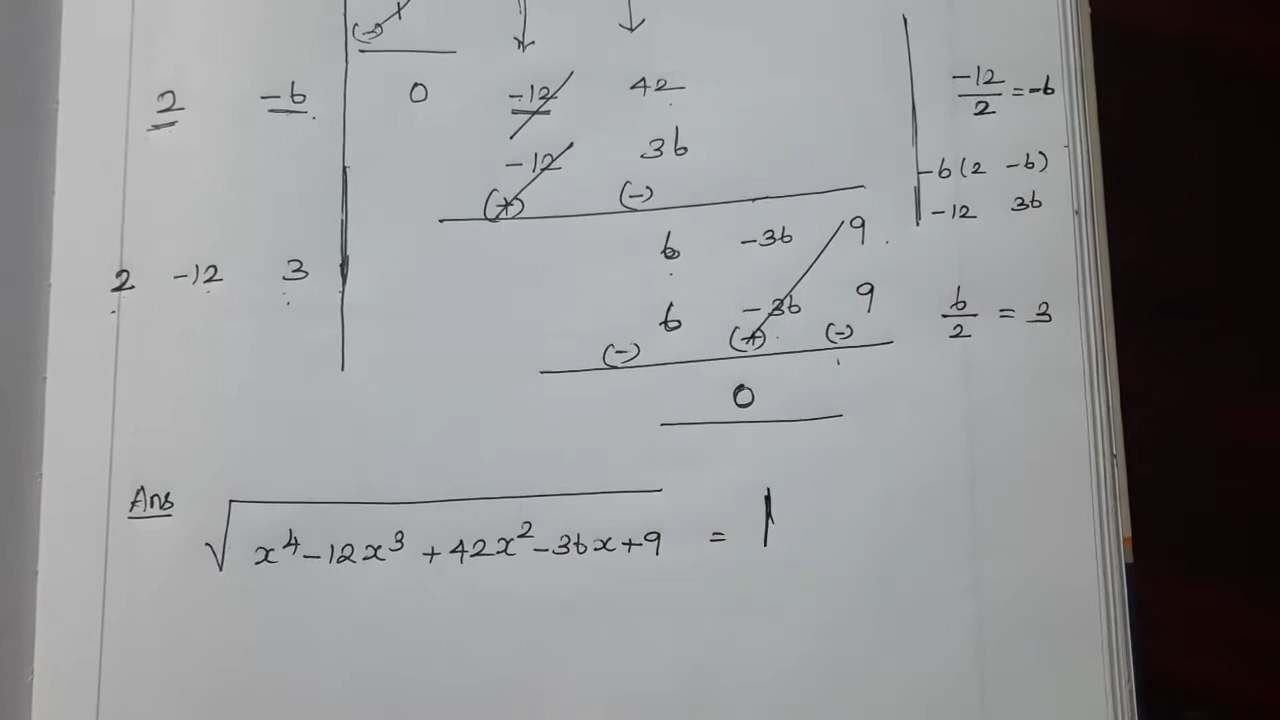 (-) 1
2 -6 0 -12 42 -12/2 = -6
-12 36 -6(2 -6)
(+) (-) -12 36
6 -36 9
2 -12 3
6 -36 9 6/2 = 3
(-) (+) (-)
0
Ans √(x⁴-12x³+42x²-36x+9) = |